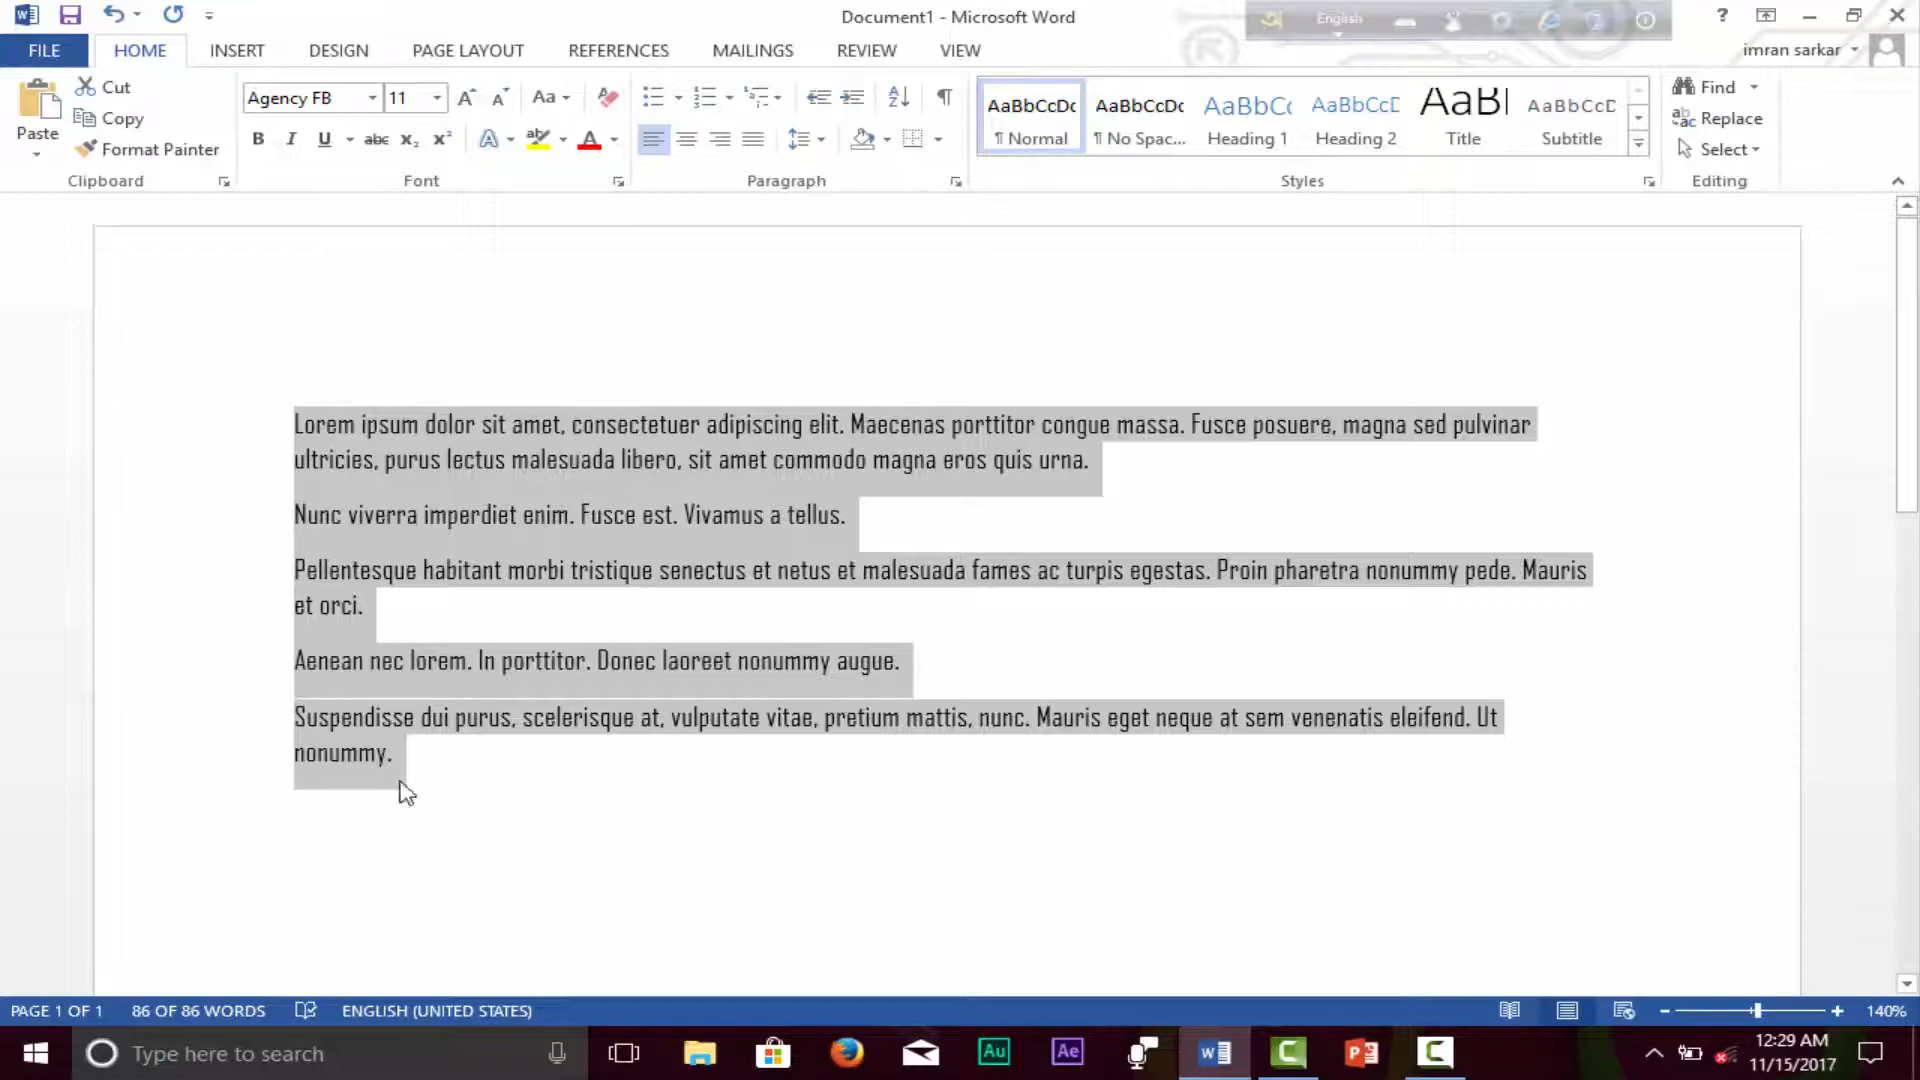 Document1 - Microsoft Word
English
?
FILE HOME INSERT DESIGN PAGE LAYOUT REFERENCES MAILINGS REVIEW VIEW
imran sarkar
Paste
Cut
Copy
Format Painter
Clipboard
Agency FB 11
Aa
B I U abc x₂ x²
A A
Font
Paragraph
AaBbCcDc AaBbCcDc AaBbCc AaBbCcD AaBl AaBbCcD
¶ Normal ¶ No Spac... Heading 1 Heading 2 Title Subtitle
Styles
Find
Replace
Select
Editing
Lorem ipsum dolor sit amet, consectetuer adipiscing elit. Maecenas porttitor congue massa. Fusce posuere, magna sed pulvinar
ultricies, purus lectus malesuada libero, sit amet commodo magna eros quis urna.
Nunc viverra imperdiet enim. Fusce est. Vivamus a tellus.
Pellentesque habitant morbi tristique senectus et netus et malesuada fames ac turpis egestas. Proin pharetra nonummy pede. Mauris
et orci.
Aenean nec lorem. In porttitor. Donec laoreet nonummy augue.
Suspendisse dui purus, scelerisque at, vulputate vitae, pretium mattis, nunc. Mauris eget neque at sem venenatis eleifend. Ut
nonummy.
PAGE 1 OF 1 86 OF 86 WORDS ENGLISH (UNITED STATES) 140%
Type here to search
Au Ae
12:29 AM
11/15/2017